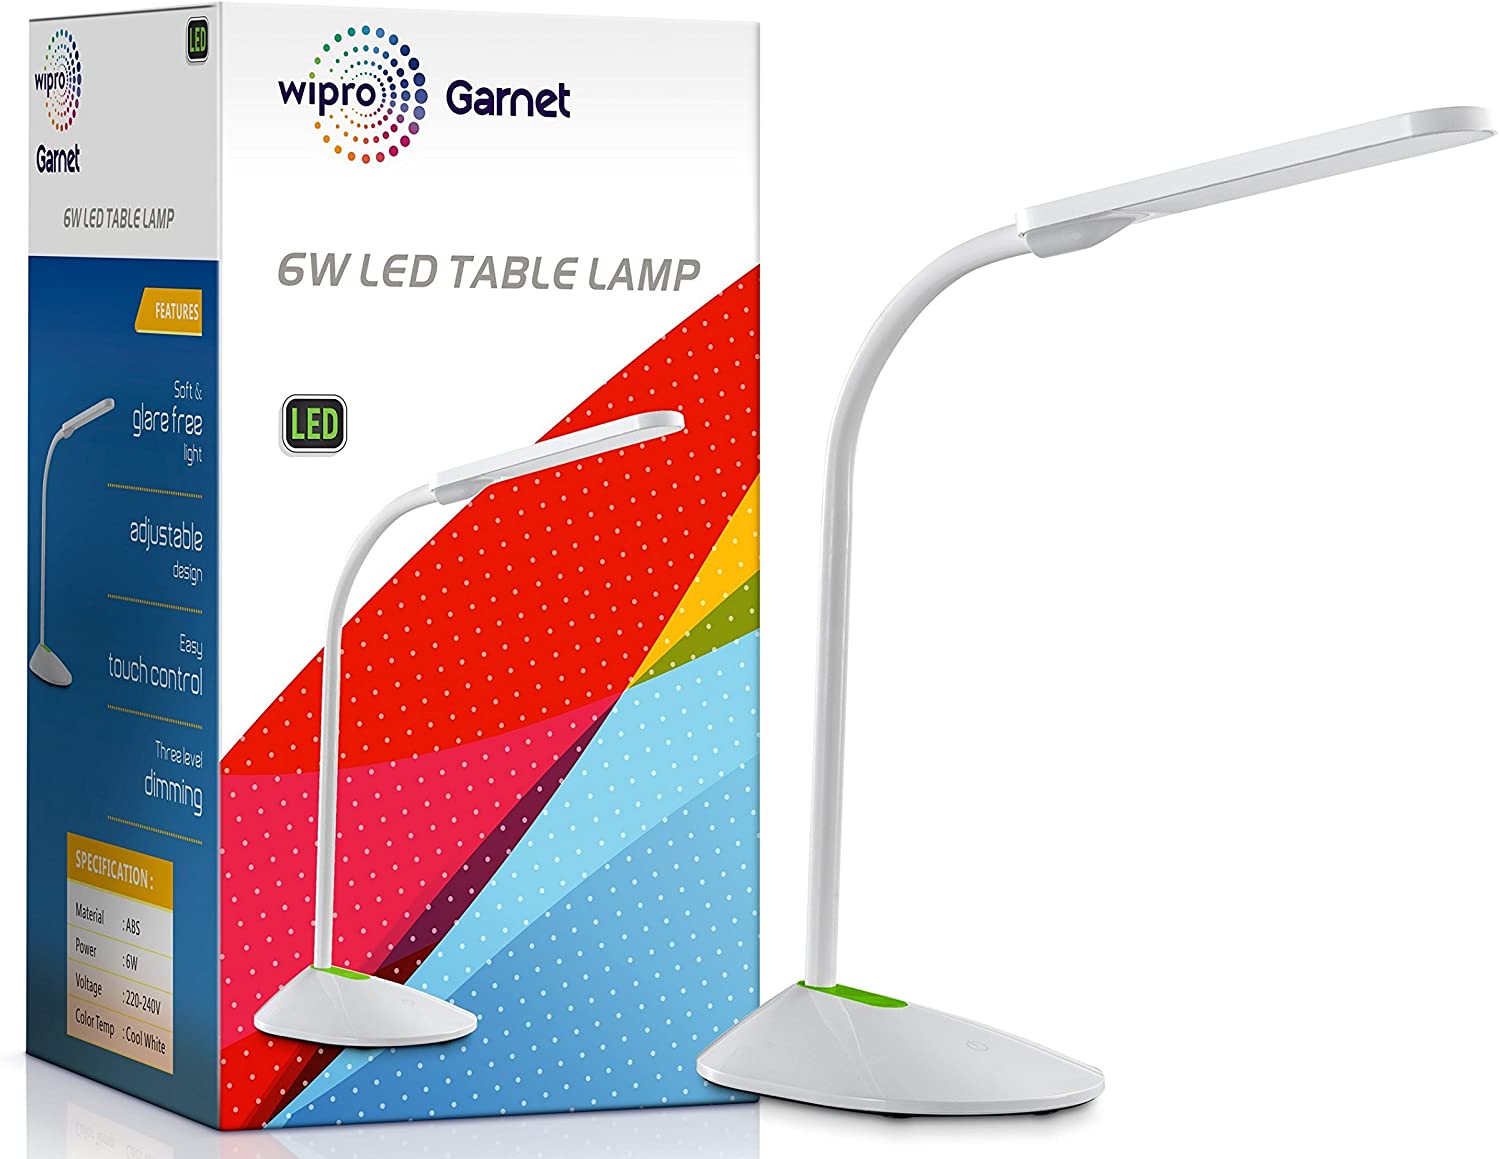 LED
wipro
Garnet
6W LED TABLE LAMP
FEATURES
Soft &
glare free
light
adjustable
design
Easy
touch control
Three level
dimming
SPECIFICATION :
Material : ABS
Power : 6W
Voltage : 220-240V
Color Temp : Cool White
wipro Garnet
6W LED TABLE LAMP
LED